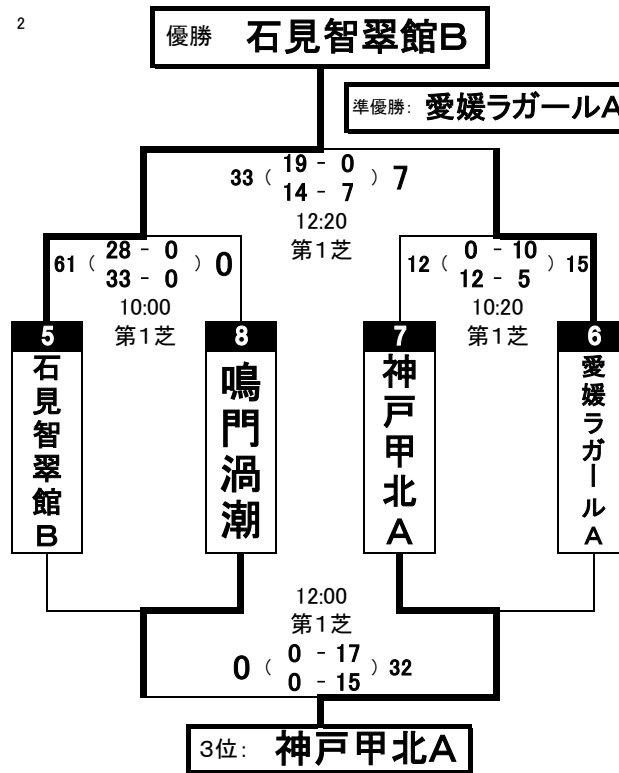 2
優勝 石見智翠館B
準優勝: 愛媛ラガールA
33 ( 19 - 0 14 - 7 ) 7
12:20
第1芝
61 ( 28 - 0 33 - 0 ) 0
10:00
第1芝
12 ( 0 - 10 12 - 5 ) 15
10:20
第1芝
5
石見智翠館B
8
鳴門渦潮
7
神戸甲北A
6
愛媛ラガールA
12:00
第1芝
0 ( 0 - 17 0 - 15 ) 32
3位: 神戸甲北A